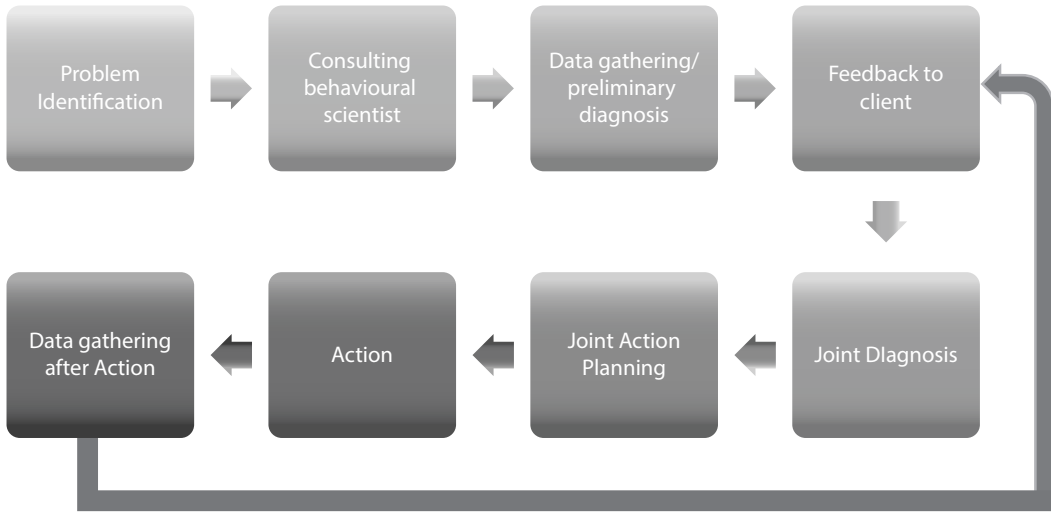 Problem
Identification
Consulting
behavioural
scientist
Data gathering/
preliminary
diagnosis
Feedback to
client
Joint DIagnosis
Joint Action
Planning
Action
Data gathering
after Action